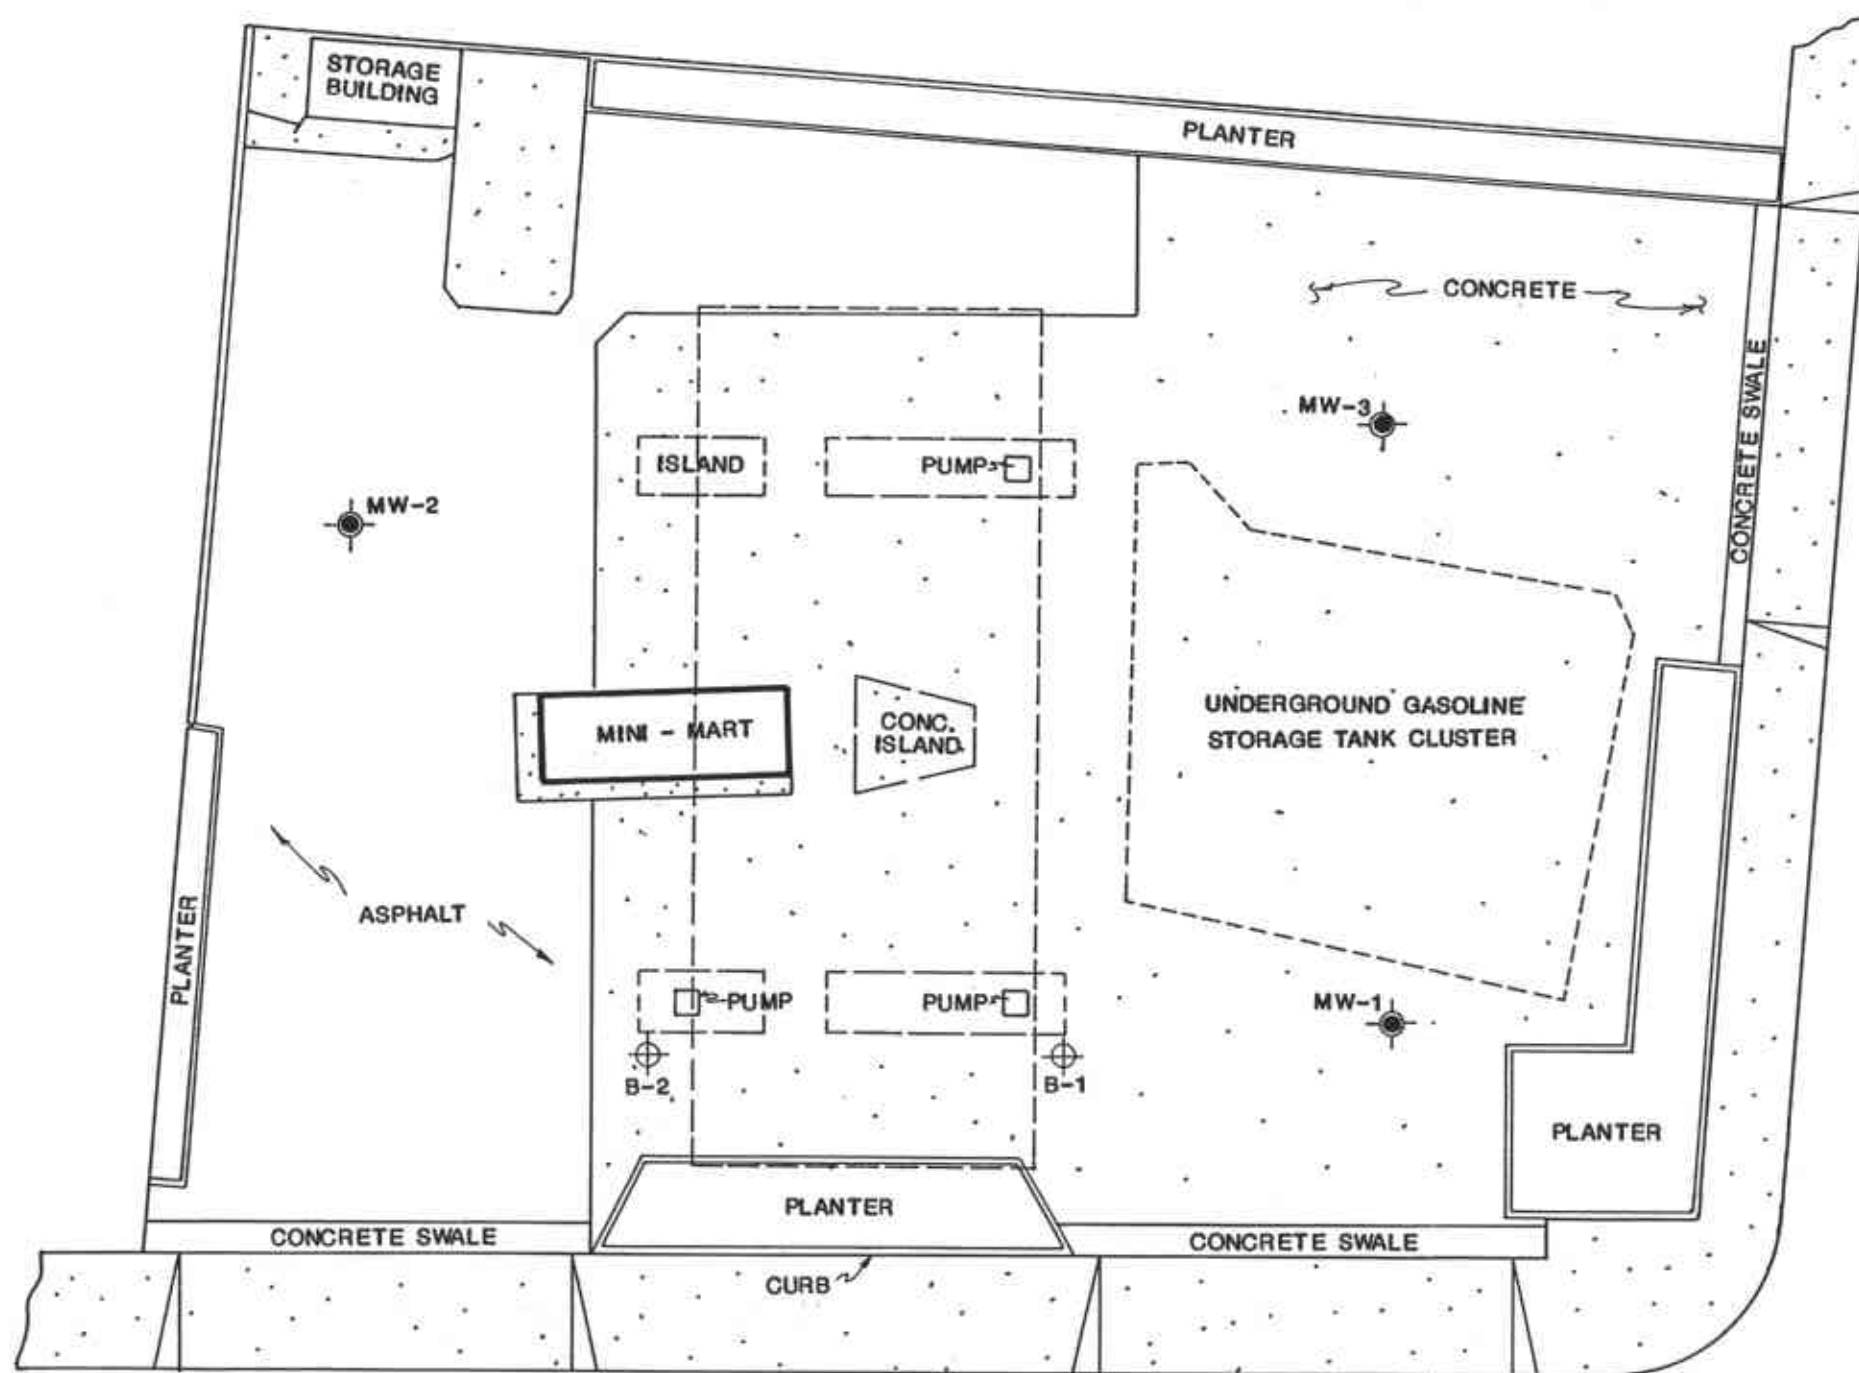 STORAGE
BUILDING
PLANTER
CONCRETE
MW-3
CONCRETE SWALE
ISLAND
PUMP
MW-2
UNDERGROUND GASOLINE
STORAGE TANK CLUSTER
MINI - MART
CONC.
ISLAND
ASPHALT
PLANTER
PUMP
PUMP
MW-1
B-2
B-1
PLANTER
PLANTER
CONCRETE SWALE
CONCRETE SWALE
CURB